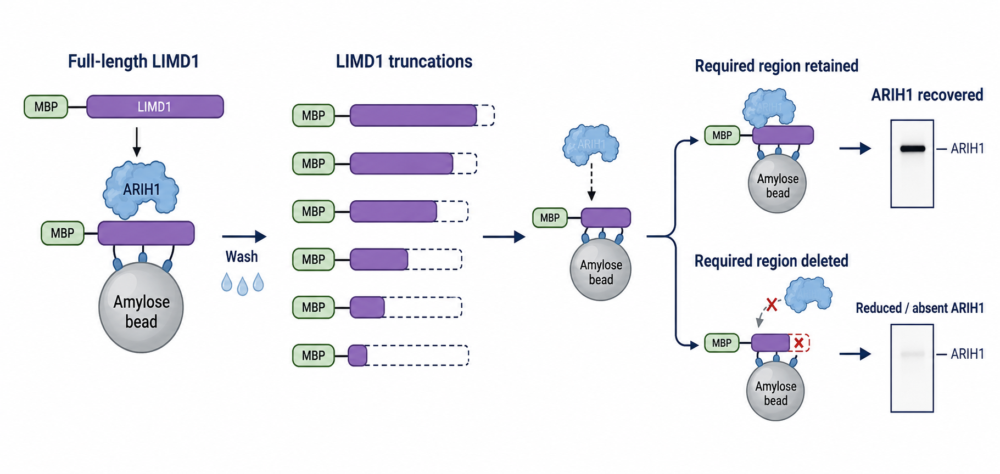 Full-length LIMD1
MBP
LIMD1
ARIH1
MBP
Amylose
bead
Wash
LIMD1 truncations
MBP
MBP
MBP
MBP
MBP
MBP
ARIH1
MBP
Amylose
bead
Required region retained
ARIH1
MBP
Amylose
bead
ARIH1 recovered
ARIH1
Required region deleted
MBP
Amylose
bead
Reduced / absent ARIH1
ARIH1